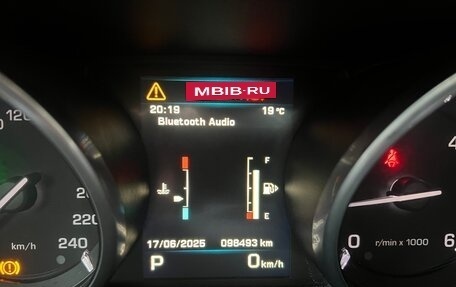 MBIB-RU
20:19 19 °C
Bluetooth Audio
120
220
240
km/h
F
E
17/06/2025 098493 km
P 0 km/h
0 r/min x 1000 6